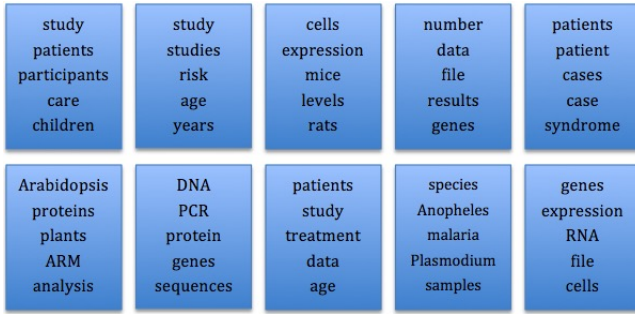 study
patients
participants
care
children
study
studies
risk
age
years
cells
expression
mice
levels
rats
number
data
file
results
genes
patients
patient
cases
case
syndrome
Arabidopsis
proteins
plants
ARM
analysis
DNA
PCR
protein
genes
sequences
patients
study
treatment
data
age
species
Anopheles
malaria
Plasmodium
samples
genes
expression
RNA
file
cells